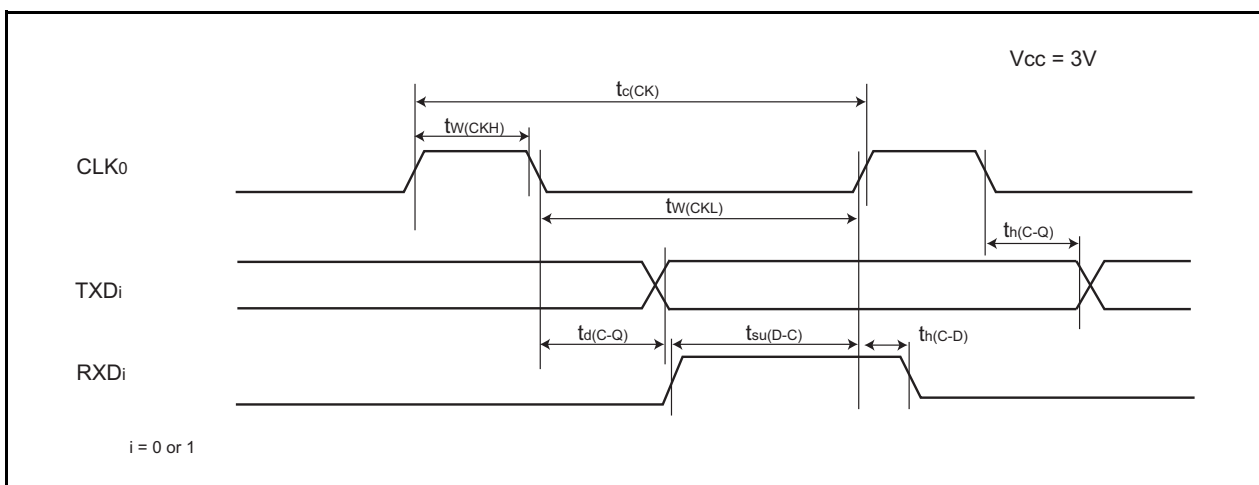 Vcc = 3V
tc(CK)
tW(CKH)
CLK0
tW(CKL)
th(C-Q)
TXDi
td(C-Q)
tsu(D-C)
th(C-D)
RXDi
i = 0 or 1